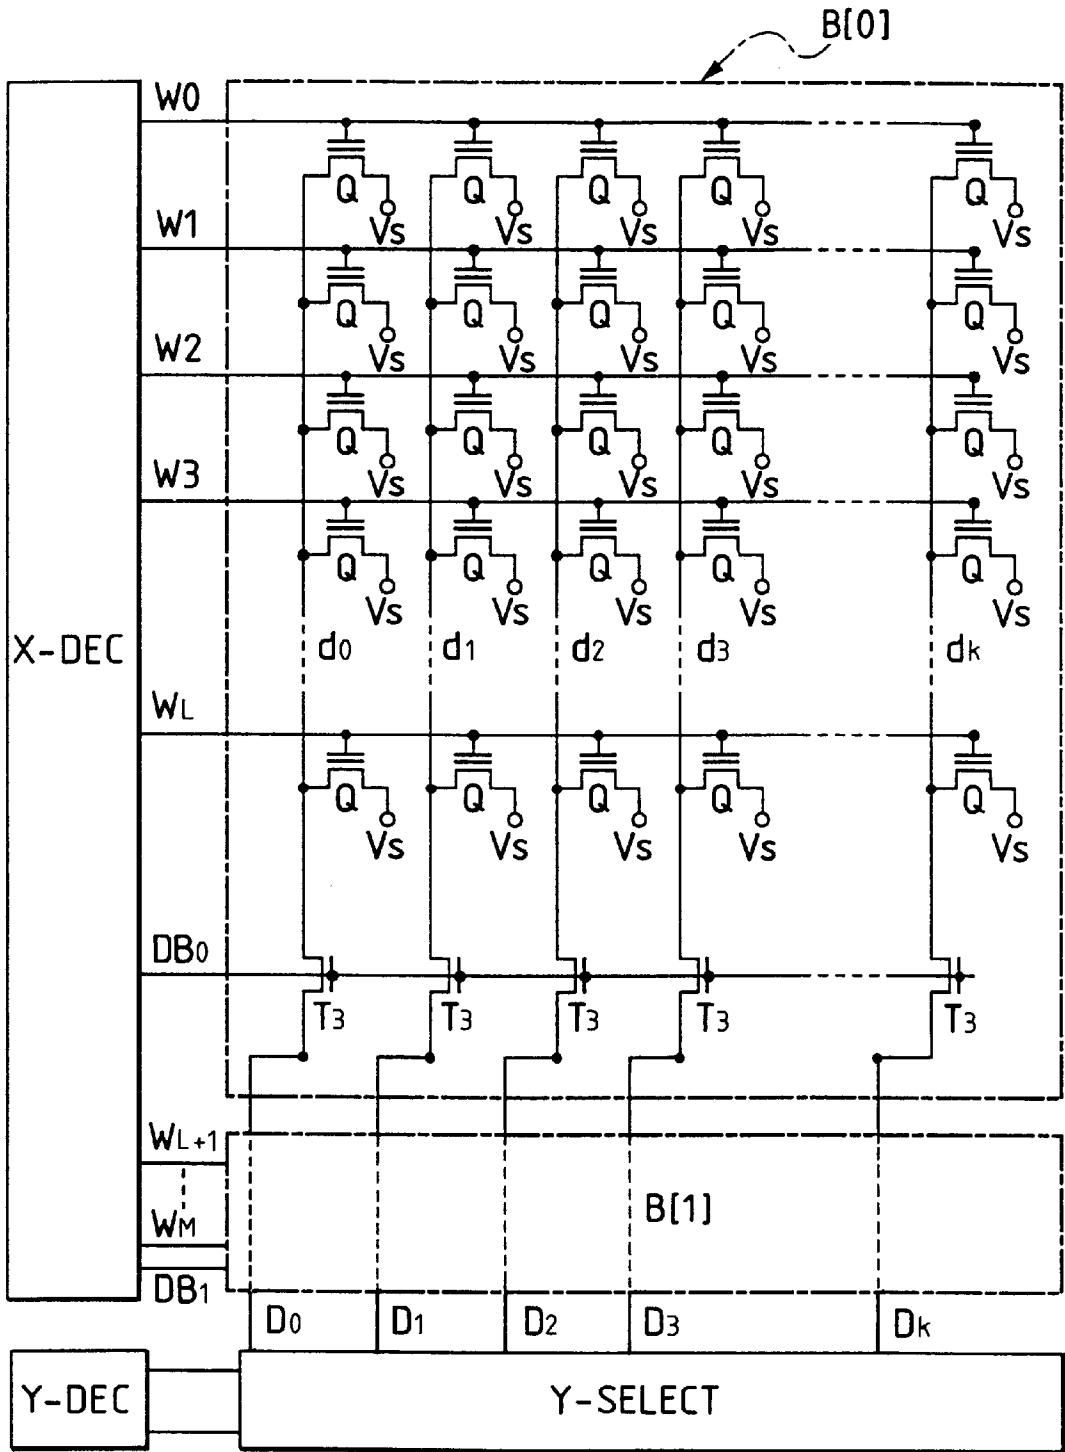 B[0]
W0
Q Q Q Q Q
Vs Vs Vs Vs Vs
W1
Q Q Q Q Q
Vs Vs Vs Vs Vs
W2
Q Q Q Q Q
Vs Vs Vs Vs Vs
W3
Q Q Q Q Q
Vs Vs Vs Vs Vs
X-DEC d0 d1 d2 d3 dk
WL
Q Q Q Q Q
Vs Vs Vs Vs Vs
DB0
T3 T3 T3 T3 T3
WL+1
WM
B[1]
DB1
D0 D1 D2 D3 Dk
Y-DEC Y-SELECT